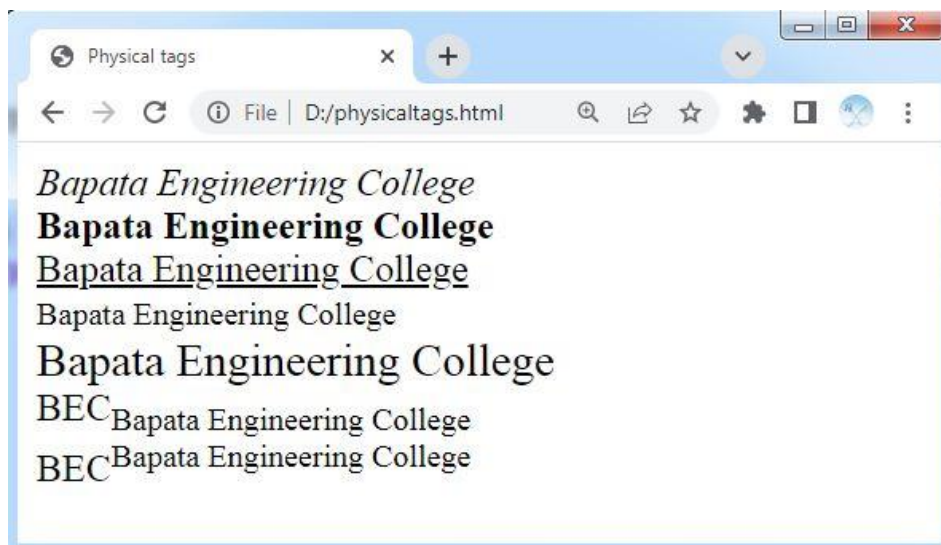 Physical tags
File D:/physicaltags.html
Bapata Engineering College
Bapata Engineering College
Bapata Engineering College
Bapata Engineering College
Bapata Engineering College
BECBapata Engineering College
BECBapata Engineering College